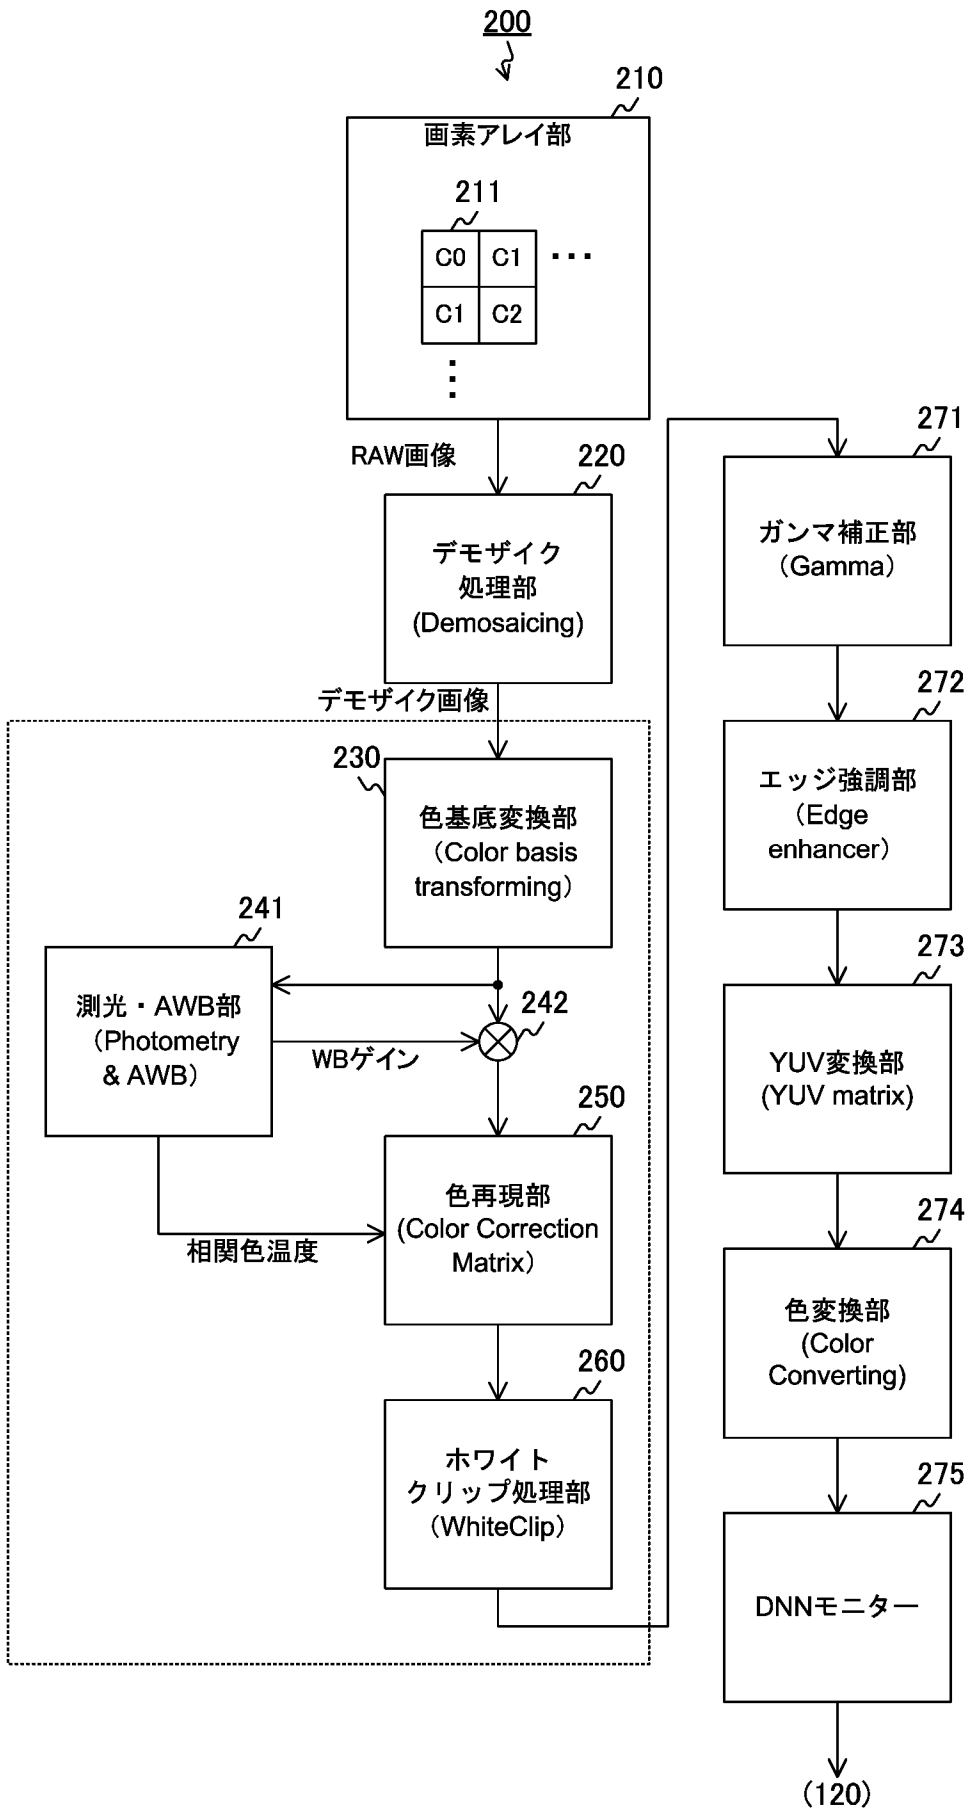 200
210
画素アレイ部
211
C0 C1 ・・・
C1 C2
RAW画像
220
デモザイク
処理部
(Demosaicing)
デモザイク画像
230
色基底変換部
（Color basis
transforming）
241
測光・AWB部
（Photometry
& AWB）
WBゲイン
242
250
色再現部
(Color Correction
Matrix）
相関色温度
260
ホワイト
クリップ処理部
（WhiteClip）
271
ガンマ補正部
（Gamma）
272
エッジ強調部
（Edge
enhancer）
273
YUV変換部
(YUV matrix)
274
色変換部
(Color
Converting)
275
DNNモニター
(120)